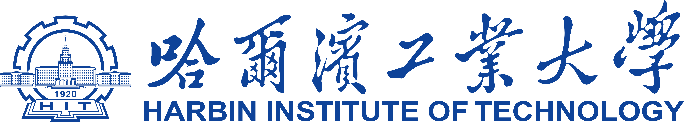 1920
HIT
哈爾濱工業大學
HARBIN INSTITUTE OF TECHNOLOGY